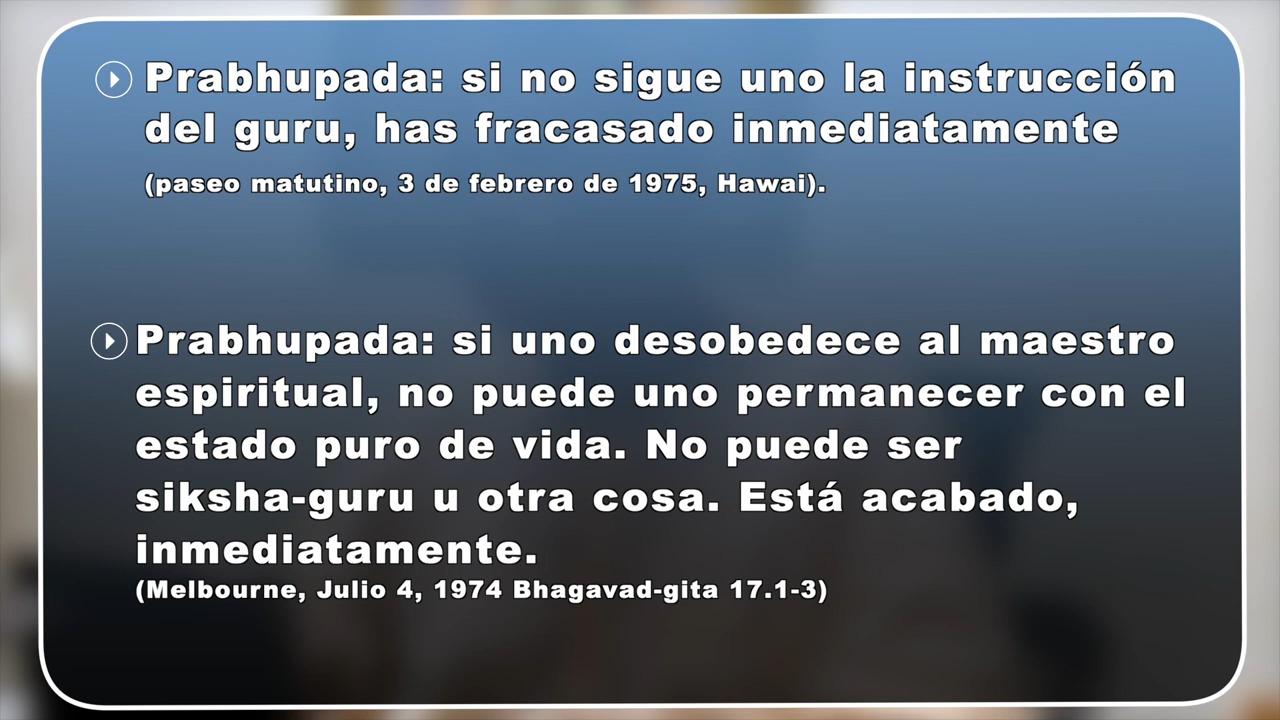 Prabhupada: si no sigue uno la instrucción
del guru, has fracasado inmediatamente
(paseo matutino, 3 de febrero de 1975, Hawai).
Prabhupada: si uno desobedece al maestro
espiritual, no puede uno permanecer con el
estado puro de vida. No puede ser
siksha-guru u otra cosa. Está acabado,
inmediatamente.
(Melbourne, Julio 4, 1974 Bhagavad-gita 17.1-3)